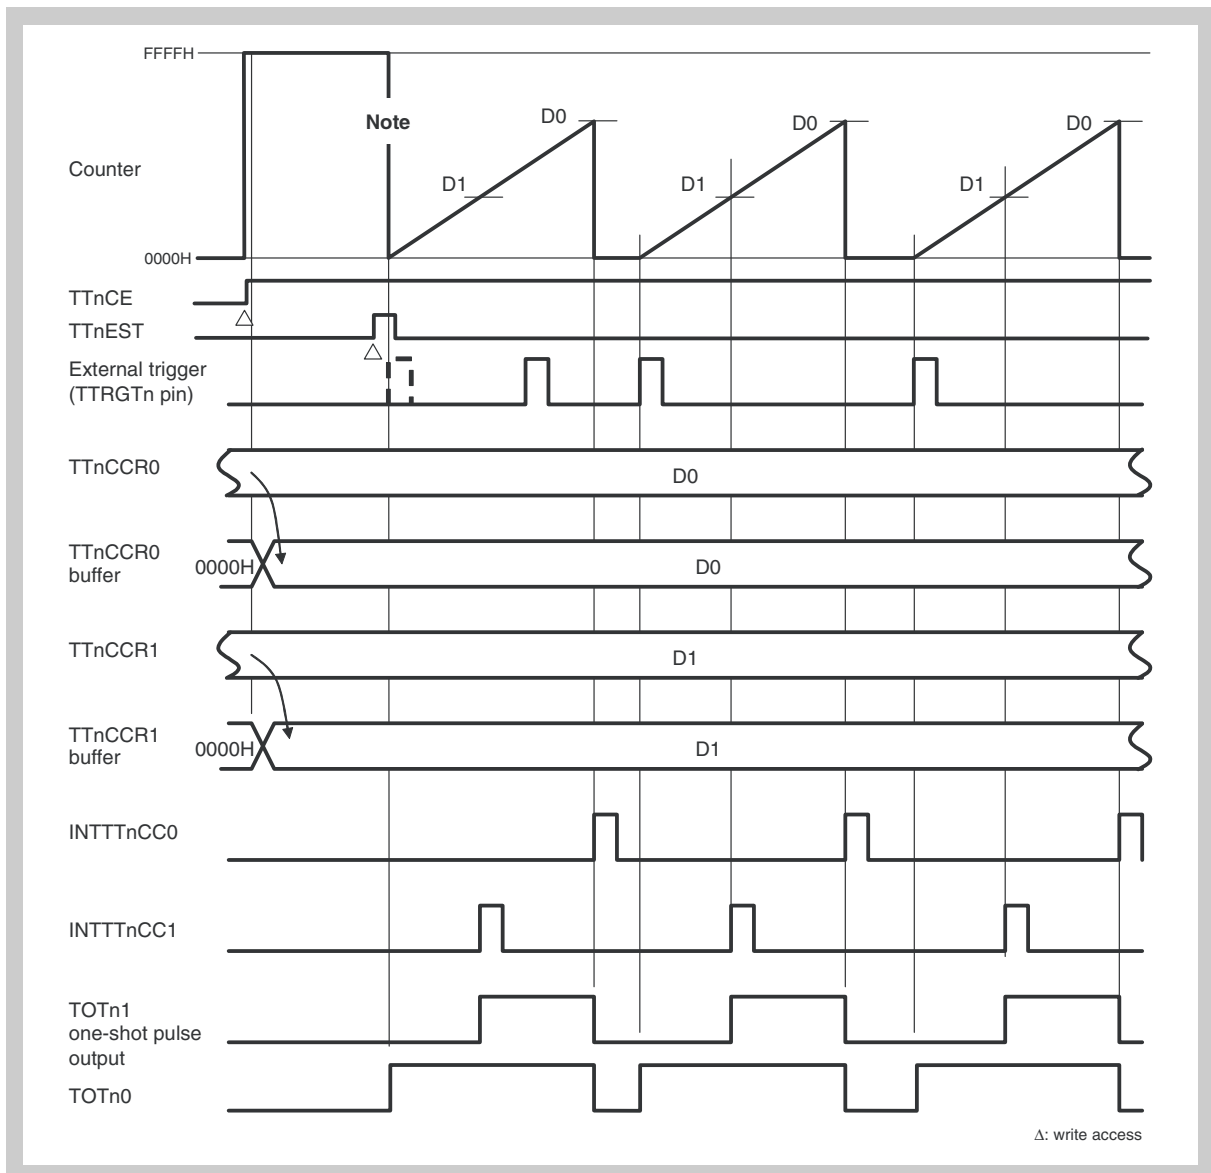 FFFFH
Note
D0
D0
D0
Counter
D1
D1
D1
0000H
TTnCE
TTnEST
External trigger
(TTRGTn pin)
TTnCCR0
D0
TTnCCR0
buffer
0000H
D0
TTnCCR1
D1
TTnCCR1
buffer
0000H
D1
INTTTnCC0
INTTTnCC1
TOTn1
one-shot pulse
output
TOTn0
Δ: write access